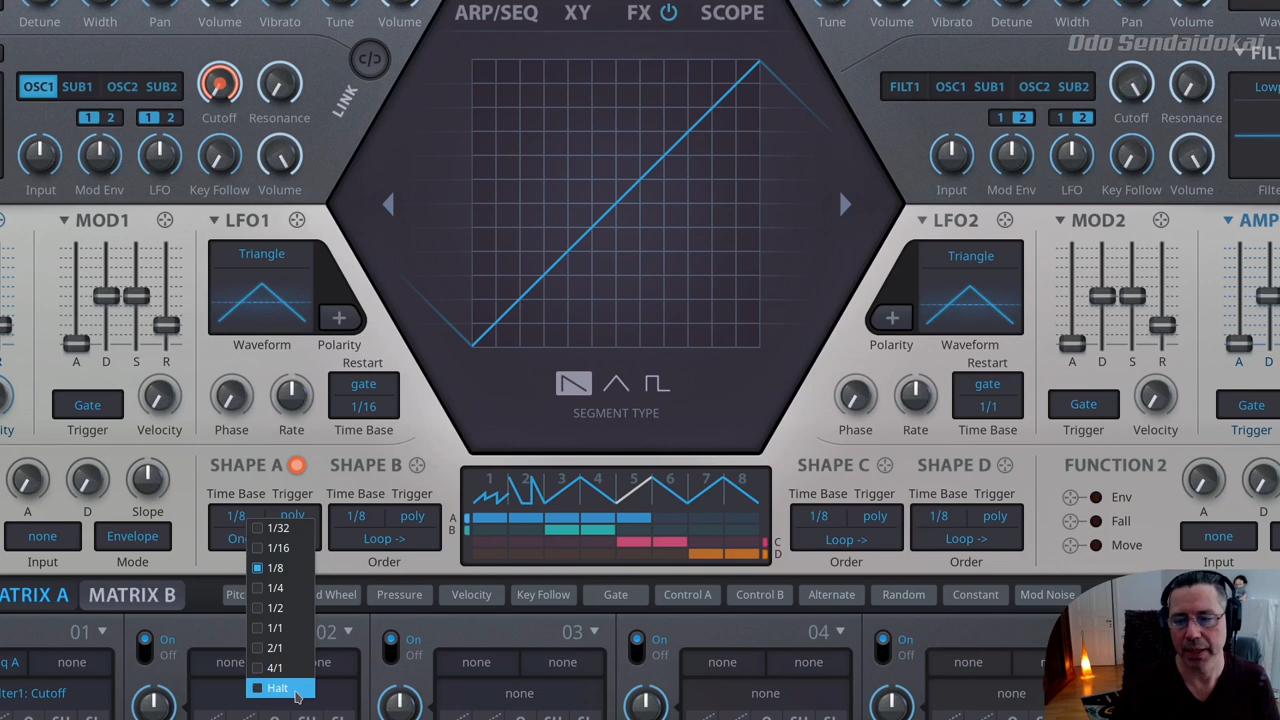 Detune Width Pan Volume Vibrato Tune Volume
ARP/SEQ XY FX SCOPE
Tune Volume Vibrato Detune Width Pan Volume
Odo Sendaidokai
OSC1 SUB1 OSC2 SUB2
C/D
LINK
1 2 1 2 Cutoff Resonance
Input Mod Env LFO Key Follow Volume
FILT1 OSC1 SUB1 OSC2 SUB2
1 2 1 2 Cutoff Resonance
Input Mod Env LFO Key Follow Volume
MOD1 LFO1
Triangle
Waveform Polarity
A D S R
Restart
gate
1/16
Gate
Trigger Velocity Phase Rate Time Base
SEGMENT TYPE
LFO2 MOD2 AMP
Triangle
Polarity Waveform
A D S R A D
Restart
gate
1/1
Gate Gate
Phase Rate Time Base Trigger Velocity Trigger
SHAPE A SHAPE B
Time Base Trigger Time Base Trigger
A D Slope
1/8 poly 1/8 poly
none Envelope Loop ->
Input Mode Order
1 2 3 4 5 6 7 8
A
B
C
D
SHAPE C SHAPE D FUNCTION 2
Time Base Trigger Time Base Trigger
1/8 poly 1/8 poly
Loop -> Loop ->
Order Order
Env
Fall
Move
A D
none
Input
1/32
1/16
1/8
1/4
1/2
1/1
2/1
4/1
Halt
MATRIX B
Pressure Velocity Key Follow Gate Control A Control B Alternate Random Constant Mod Noise
01 02 03 04
On On On On
Off Off Off Off
none none none none none none
none none